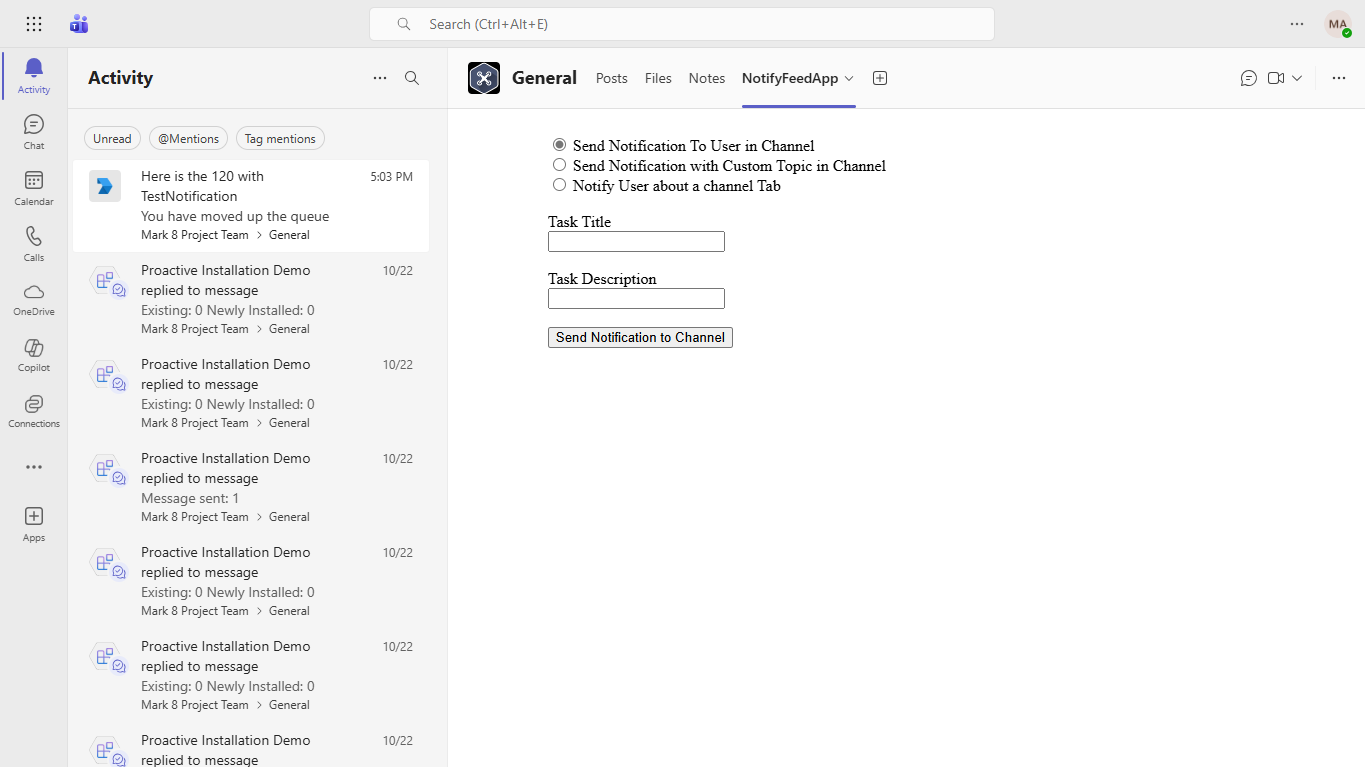 Search (Ctrl+Alt+E)
MA
Activity
Chat
Calendar
Calls
OneDrive
Copilot
Connections
Apps
Activity
Unread
@Mentions
Tag mentions
Here is the 120 with
5:03 PM
TestNotification
You have moved up the queue
Mark 8 Project Team > General
Proactive Installation Demo
10/22
replied to message
Existing: 0 Newly Installed: 0
Mark 8 Project Team > General
Proactive Installation Demo
10/22
replied to message
Existing: 0 Newly Installed: 0
Mark 8 Project Team > General
Proactive Installation Demo
10/22
replied to message
Message sent: 1
Mark 8 Project Team > General
Proactive Installation Demo
10/22
replied to message
Existing: 0 Newly Installed: 0
Mark 8 Project Team > General
Proactive Installation Demo
10/22
replied to message
Existing: 0 Newly Installed: 0
Mark 8 Project Team > General
Proactive Installation Demo
10/22
replied to message
General
Posts
Files
Notes
NotifyFeedApp
Send Notification To User in Channel
Send Notification with Custom Topic in Channel
Notify User about a channel Tab
Task Title
Task Description
Send Notification to Channel